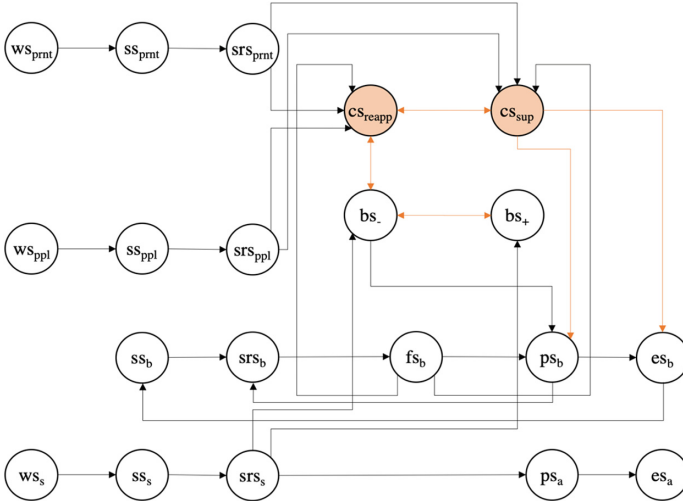 ws_prnt ss_prnt srs_prnt
cs_reapp cs_sup
bs_- bs_+
ws_ppl ss_ppl srs_ppl
ss_b srs_b fs_b ps_b es_b
ws_s ss_s srs_s ps_a es_a